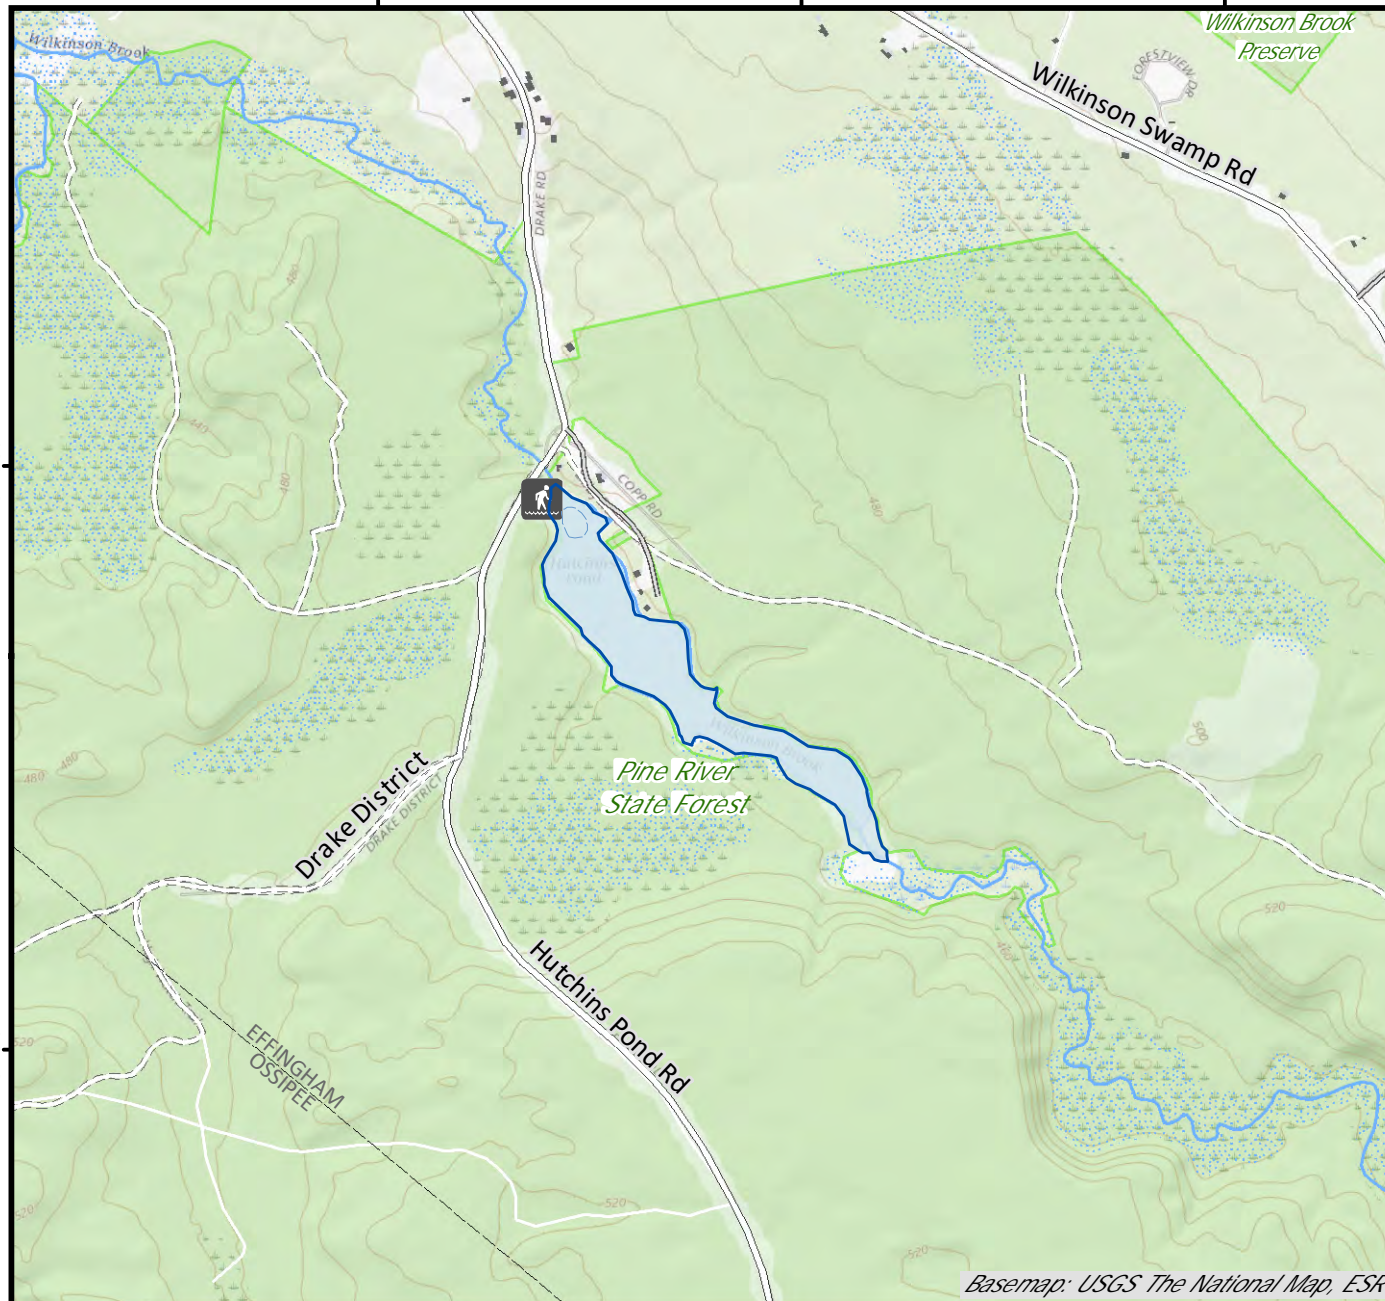 Wilkinson Brook
Preserve
Wilkinson Brook
FORESTVIEW DR
Wilkinson Swamp Rd
DRAKE RD
480
440
480
COPP RD
480
Hutchins
Pond
Wilkinson Brook
500
480
480
Pine River
State Forest
Drake District
DRAKE DISTRICT
520
460
Hutchins Pond Rd
520
EFFINGHAM
OSSIPEE
520
520
520
Basemap: USGS The National Map, ESR